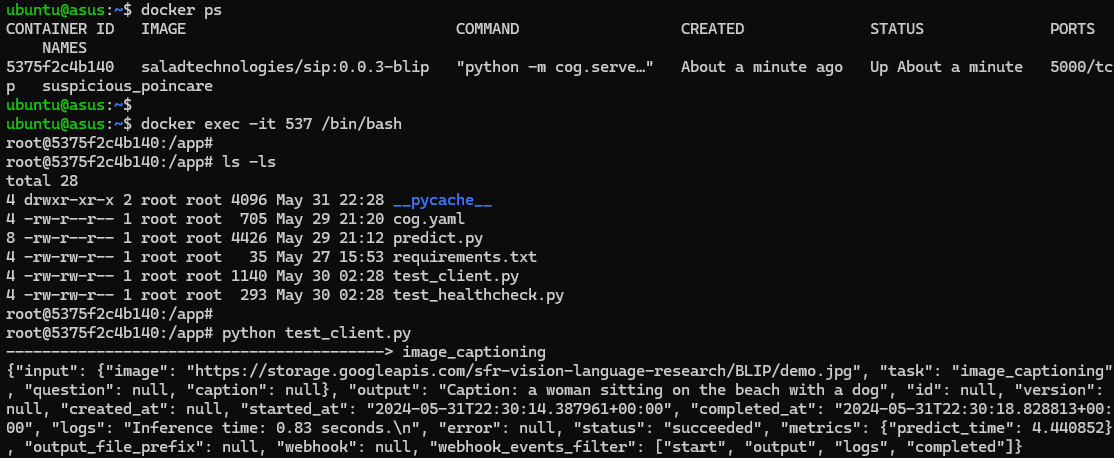 ubuntu@asus:~$ docker ps
CONTAINER ID   IMAGE                              COMMAND                  CREATED              STATUS              PORTS
    NAMES
5375f2c4b140   saladtechnologies/sip:0.0.3-blip   "python -m cog.serve…"   About a minute ago   Up About a minute   5000/tc
p   suspicious_poincare
ubuntu@asus:~$
ubuntu@asus:~$ docker exec -it 537 /bin/bash
root@5375f2c4b140:/app#
root@5375f2c4b140:/app# ls -ls
total 28
4 drwxr-xr-x 2 root root 4096 May 31 22:28 __pycache__
4 -rw-r--r-- 1 root root  705 May 29 21:20 cog.yaml
8 -rw-r--r-- 1 root root 4426 May 29 21:12 predict.py
4 -rw-rw-r-- 1 root root   35 May 27 15:53 requirements.txt
4 -rw-rw-r-- 1 root root 1140 May 30 02:28 test_client.py
4 -rw-rw-r-- 1 root root  293 May 30 02:28 test_healthcheck.py
root@5375f2c4b140:/app#
root@5375f2c4b140:/app# python test_client.py
------------------------------------------> image_captioning
{"input": {"image": "https://storage.googleapis.com/sfr-vision-language-research/BLIP/demo.jpg", "task": "image_captioning"
, "question": null, "caption": null}, "output": "Caption: a woman sitting on the beach with a dog", "id": null, "version":
null, "created_at": null, "started_at": "2024-05-31T22:30:14.387961+00:00", "completed_at": "2024-05-31T22:30:18.828813+00:
00", "logs": "Inference time: 0.83 seconds.\n", "error": null, "status": "succeeded", "metrics": {"predict_time": 4.440852}
, "output_file_prefix": null, "webhook": null, "webhook_events_filter": ["start", "output", "logs", "completed"]}